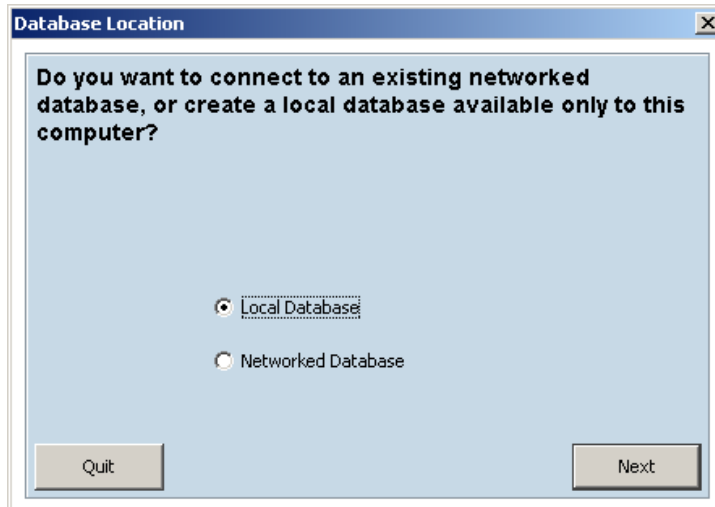 Database Location
Do you want to connect to an existing networked
database, or create a local database available only to this
computer?
Local Database
Networked Database
Quit
Next